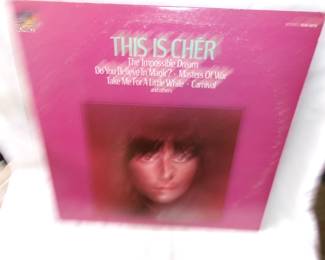 THIS IS CHER
The Impossible Dream
Do You Believe In Magic? • Masters Of War
Take Me For A Little While • Carnival
and others